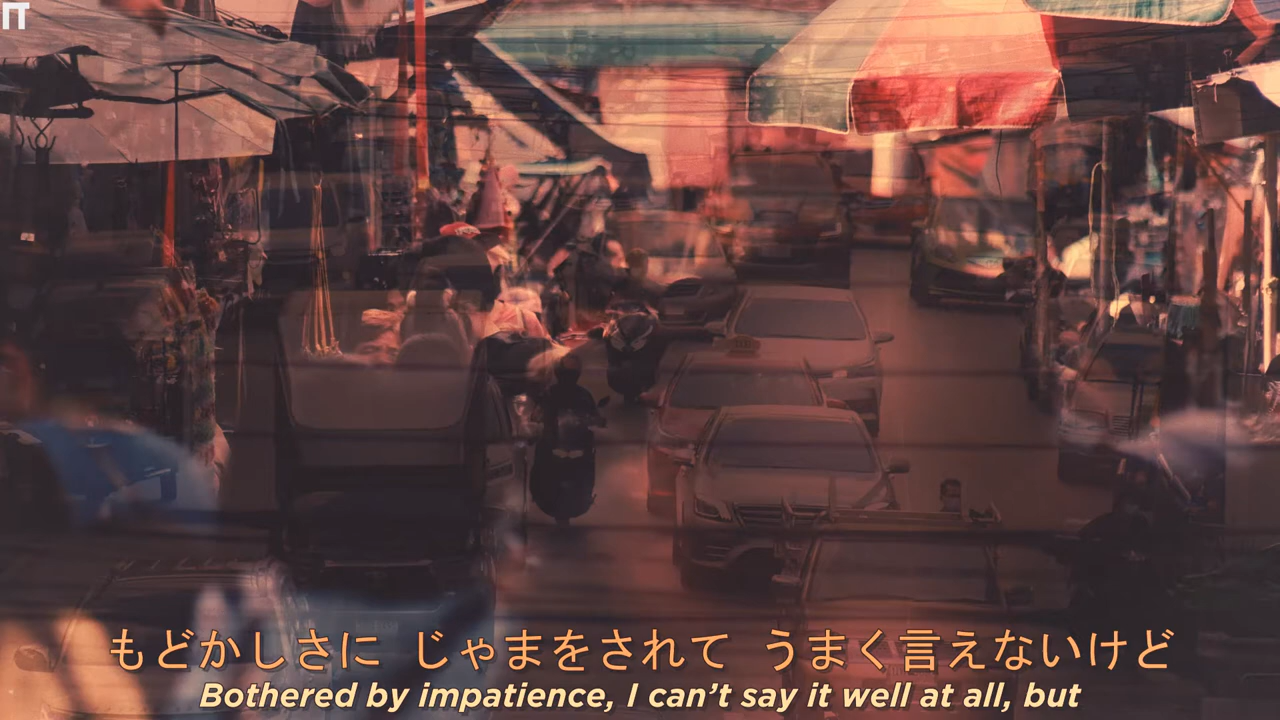 IT
もどかしさに じゃまをされて うまく言えないけど
Bothered by impatience, I can't say it well at all, but